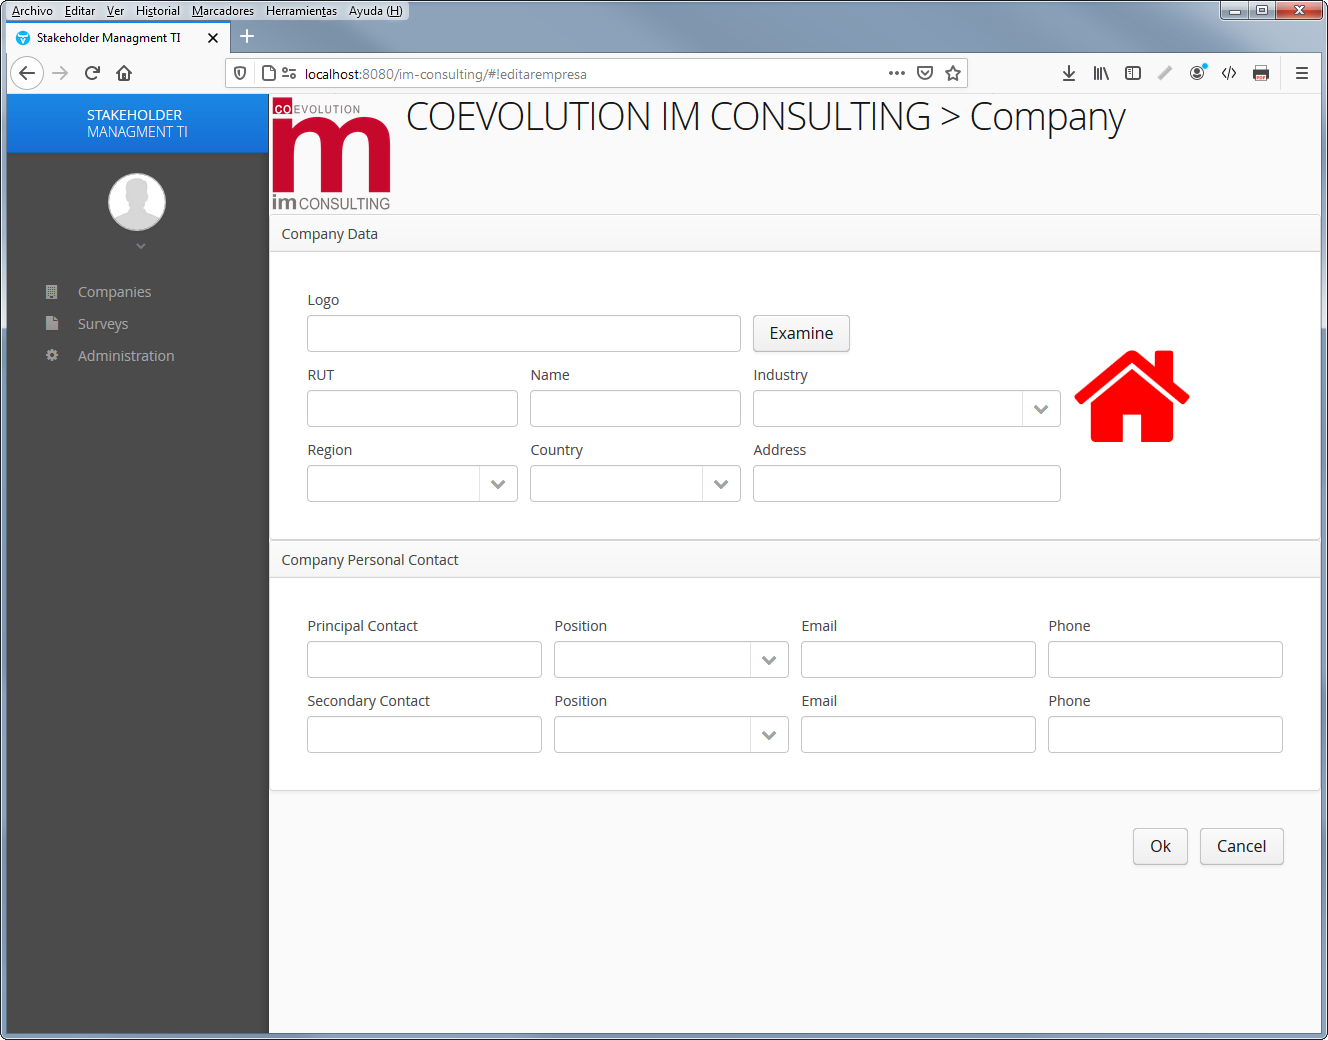 Archivo Editar Ver Historial Marcadores Herramientas Ayuda (H)
Stakeholder Managment TI
localhost:8080/im-consulting/#!editarempresa
STAKEHOLDER
MANAGMENT TI
COEVOLUTION
im
im CONSULTING
COEVOLUTION IM CONSULTING > Company
Companies
Surveys
Administration
Company Data
Logo
Examine
RUT Name Industry
Region Country Address
Company Personal Contact
Principal Contact Position Email Phone
Secondary Contact Position Email Phone
Ok Cancel